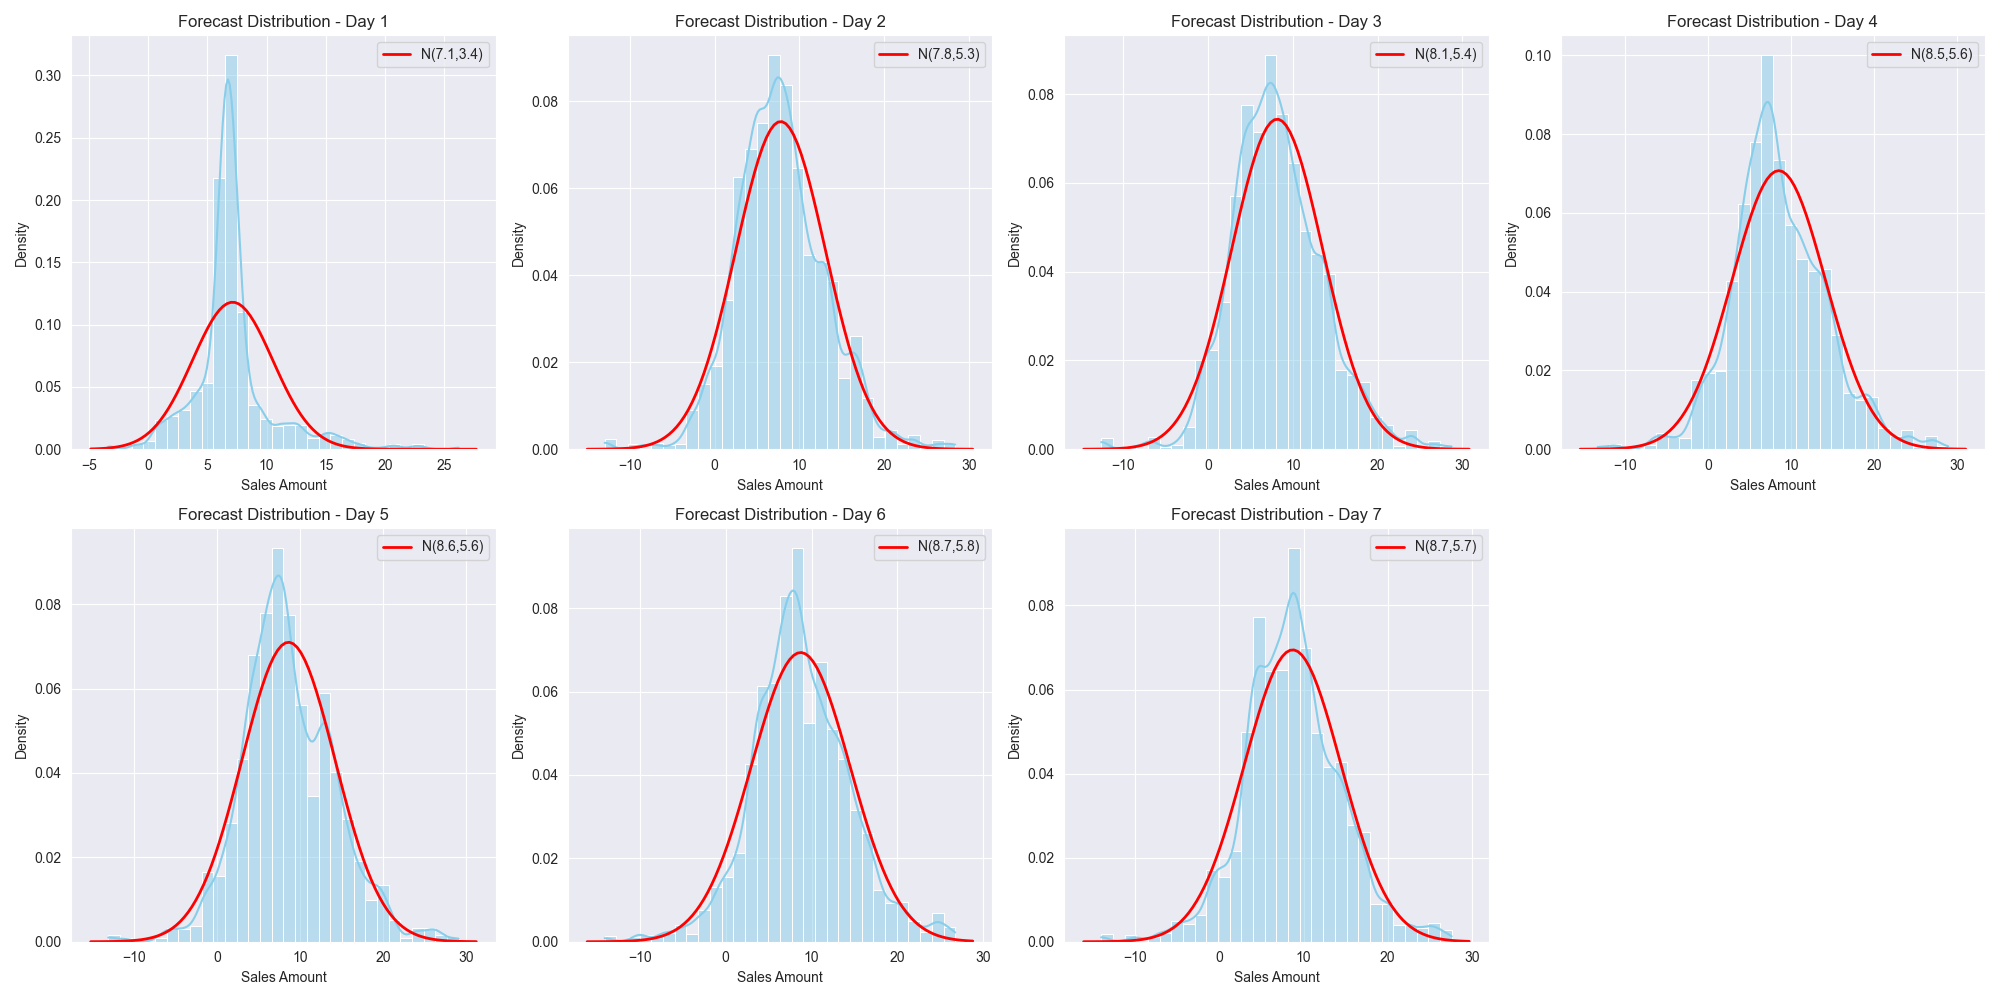 Forecast Distribution - Day 1
N(7.1,3.4)
Density
0.30
0.25
0.20
0.15
0.10
0.05
0.00
−5 0 5 10 15 20 25
Sales Amount
Forecast Distribution - Day 2
N(7.8,5.3)
Density
0.08
0.06
0.04
0.02
0.00
−10 0 10 20 30
Sales Amount
Forecast Distribution - Day 3
N(8.1,5.4)
Density
0.08
0.06
0.04
0.02
0.00
−10 0 10 20 30
Sales Amount
Forecast Distribution - Day 4
N(8.5,5.6)
Density
0.10
0.08
0.06
0.04
0.02
0.00
−10 0 10 20 30
Sales Amount
Forecast Distribution - Day 5
N(8.6,5.6)
Density
0.08
0.06
0.04
0.02
0.00
−10 0 10 20 30
Sales Amount
Forecast Distribution - Day 6
N(8.7,5.8)
Density
0.08
0.06
0.04
0.02
0.00
−10 0 10 20 30
Sales Amount
Forecast Distribution - Day 7
N(8.7,5.7)
Density
0.08
0.06
0.04
0.02
0.00
−10 0 10 20 30
Sales Amount